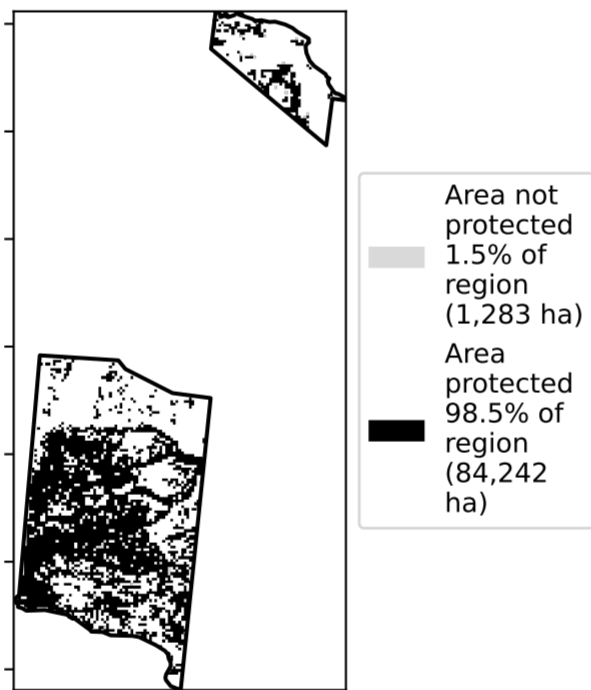 Area not
protected
1.5% of
region
(1,283 ha)
Area
protected
98.5% of
region
(84,242
ha)